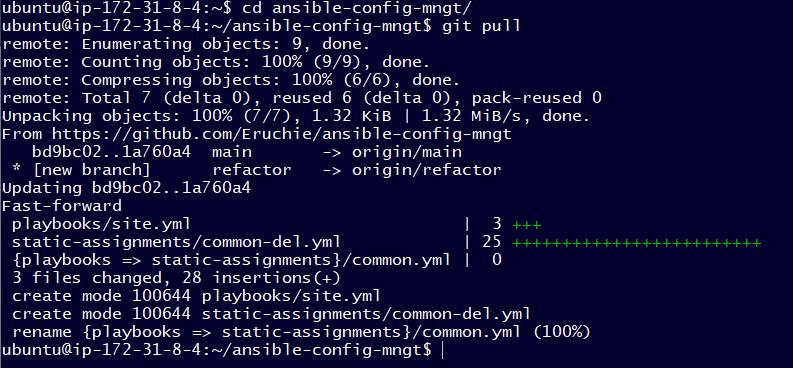 ubuntu@ip-172-31-8-4:~$ cd ansible-config-mngt/
ubuntu@ip-172-31-8-4:~/ansible-config-mngt$ git pull
remote: Enumerating objects: 9, done.
remote: Counting objects: 100% (9/9), done.
remote: Compressing objects: 100% (6/6), done.
remote: Total 7 (delta 0), reused 6 (delta 0), pack-reused 0
Unpacking objects: 100% (7/7), 1.32 KiB | 1.32 MiB/s, done.
From https://github.com/Eruchie/ansible-config-mngt
   bd9bc02..1a760a4  main       -> origin/main
 * [new branch]      refactor   -> origin/refactor
Updating bd9bc02..1a760a4
Fast-forward
 playbooks/site.yml                           |  3 +++
 static-assignments/common-del.yml            | 25 +++++++++++++++++++++++++
 {playbooks => static-assignments}/common.yml |  0
 3 files changed, 28 insertions(+)
 create mode 100644 playbooks/site.yml
 create mode 100644 static-assignments/common-del.yml
 rename {playbooks => static-assignments}/common.yml (100%)
ubuntu@ip-172-31-8-4:~/ansible-config-mngt$